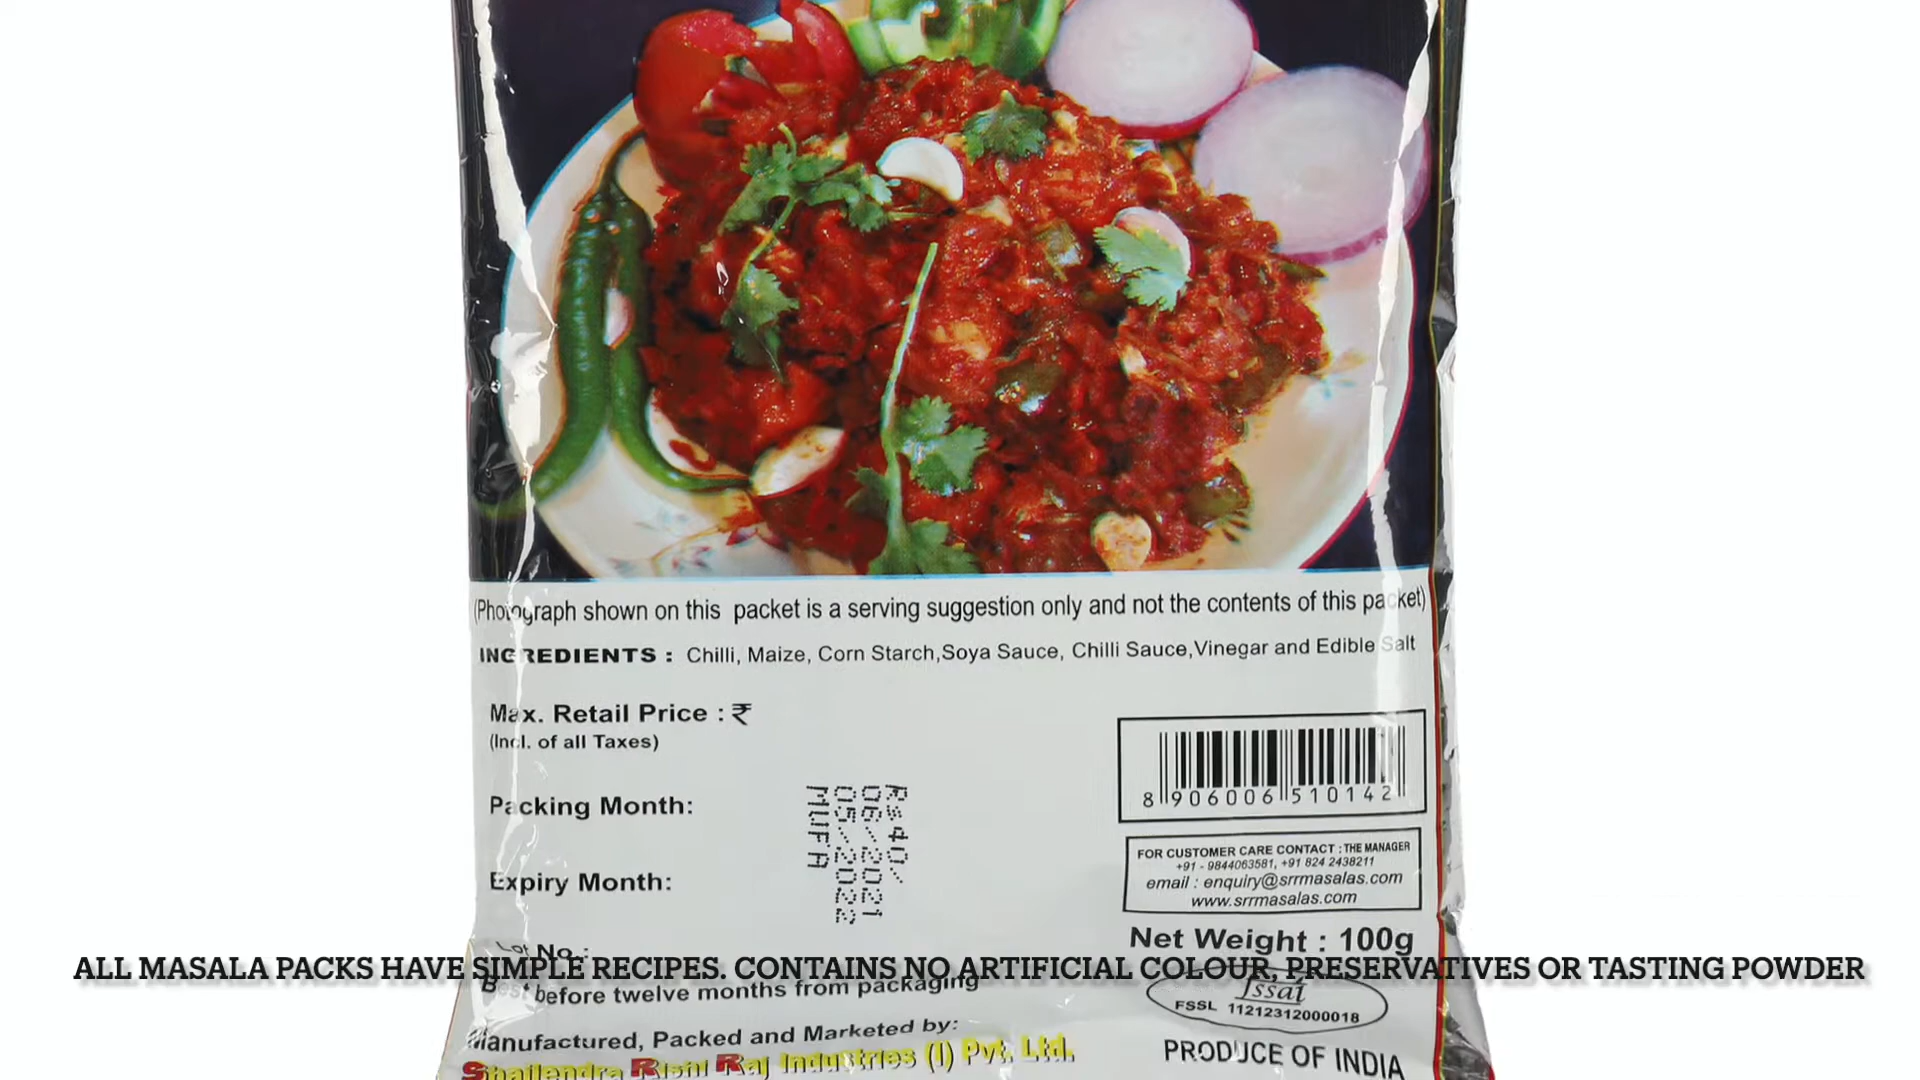 (Photograph shown on this packet is a serving suggestion only and not the contents of this packet)
INGREDIENTS : Chilli, Maize, Corn Starch,Soya Sauce, Chilli Sauce,Vinegar and Edible Salt
Max. Retail Price : ₹
(Incl. of all Taxes)
Packing Month:
Expiry Month:
Rs40/
06/2021
05/2022
MUFA
8 906006 510142
FOR CUSTOMER CARE CONTACT : THE MANAGER
+91 - 9844063581, +91 824 2438211
email : enquiry@srrmasalas.com
www.srrmasalas.com
Net Weight : 100g
Lot No.:
ALL MASALA PACKS HAVE SIMPLE RECIPES. CONTAINS NO ARTIFICIAL COLOUR, PRESERVATIVES OR TASTING POWDER
Best before twelve months from packaging
fssai
FSSL 11212312000018
Manufactured, Packed and Marketed by:
Shailendra Rishi Raj Industries (I) Pvt. Ltd.
PRODUCE OF INDIA